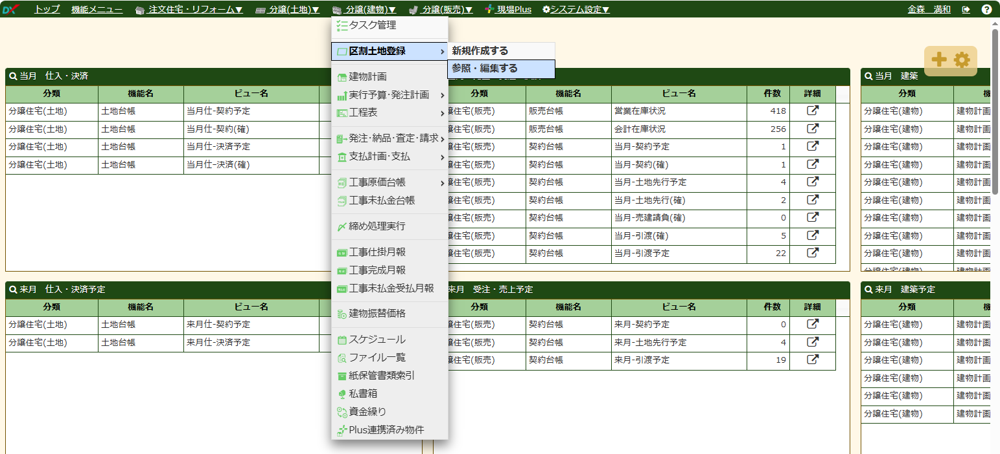 DX トップ 機能メニュー 注文住宅・リフォーム▼ 分譲(土地)▼ 分譲(建物)▼ 分譲(販売)▼ 現場Plus システム設定▼ 金森　満和 ?
タスク管理
区割土地登録 ›
新規作成する
参照・編集する
建物計画
実行予算・発注計画 ›
工程表 ›
発注・納品・査定・請求 ›
支払計画・支払 ›
工事原価台帳 ›
工事未払金台帳
締め処理実行
工事仕掛月報
工事完成月報
工事未払金受払月報
建物振替価格
スケジュール
ファイル一覧
紙保管書類索引
私書箱
資金繰り
Plus連携済み物件
当月　仕入・決済
分類 機能名 ビュー名
分譲住宅(土地) 土地台帳 当月仕-契約予定
分譲住宅(土地) 土地台帳 当月仕-契約(確)
分譲住宅(土地) 土地台帳 当月仕-決済予定
分譲住宅(土地) 土地台帳 当月仕-決済(確)
分類 機能名 ビュー名 件数 詳細
譲住宅(販売) 販売台帳 営業在庫状況 418
譲住宅(販売) 販売台帳 会計在庫状況 256
譲住宅(販売) 契約台帳 当月-契約予定 1
譲住宅(販売) 契約台帳 当月-契約(確) 1
譲住宅(販売) 契約台帳 当月-土地先行予定 4
譲住宅(販売) 契約台帳 当月-土地先行(確) 2
譲住宅(販売) 契約台帳 当月-売建請負(確) 0
譲住宅(販売) 契約台帳 当月-引渡(確) 5
譲住宅(販売) 契約台帳 当月-引渡予定 22
当月　建築
分類 機
分譲住宅(建物) 建物計画
分譲住宅(建物) 建物計画
分譲住宅(建物) 建物計画
分譲住宅(建物) 建物計画
分譲住宅(建物) 建物計画
分譲住宅(建物) 建物計画
分譲住宅(建物) 建物計画
分譲住宅(建物) 建物計画
分譲住宅(建物) 建物計画
分譲住宅(建物) 建物計画
来月　仕入・決済予定
分類 機能名 ビュー名
分譲住宅(土地) 土地台帳 来月仕-契約予定
分譲住宅(土地) 土地台帳 来月仕-決済予定
来月　受注・売上予定
分類 機能名 ビュー名 件数 詳細
譲住宅(販売) 契約台帳 来月-契約予定 0
譲住宅(販売) 契約台帳 来月-土地先行予定 4
譲住宅(販売) 契約台帳 来月-引渡予定 19
来月　建築予定
分類 機
分譲住宅(建物) 建物計画
分譲住宅(建物) 建物計画
分譲住宅(建物) 建物計画
分譲住宅(建物) 建物計画
分譲住宅(建物) 建物計画
分譲住宅(建物) 建物計画